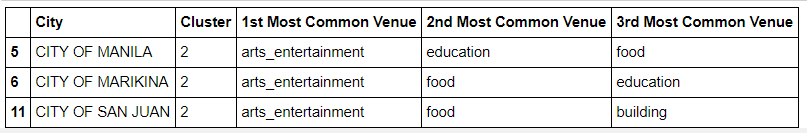 City Cluster 1st Most Common Venue 2nd Most Common Venue 3rd Most Common Venue
5 CITY OF MANILA 2 arts_entertainment education food
6 CITY OF MARIKINA 2 arts_entertainment food education
11 CITY OF SAN JUAN 2 arts_entertainment food building